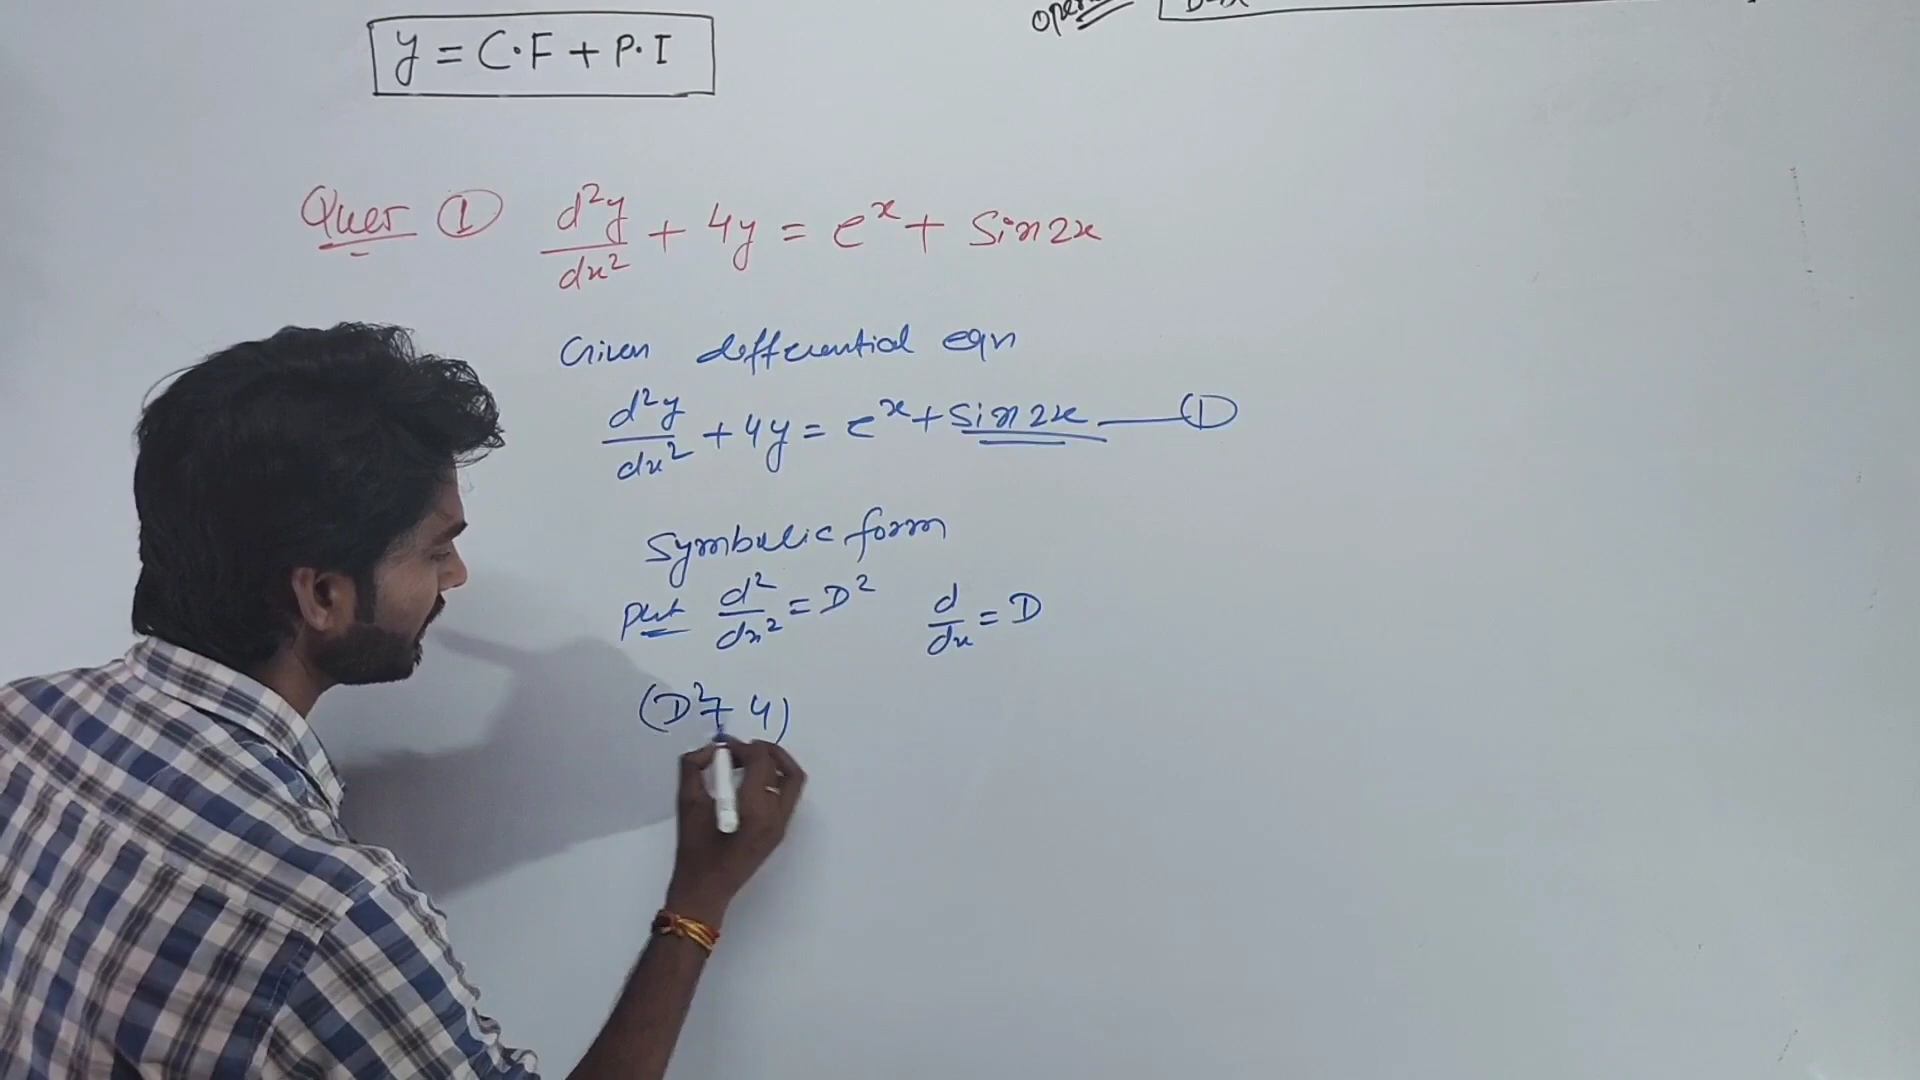 y = C.F + P.I
Ques ① d²y/dx² + 4y = eˣ + Sin2x
Given defferential eqn
d²y/dx² + 4y = eˣ + Sin2x —— ①
Symbolic form
put d²/dx² = D² d/dx = D
(D² + 4)